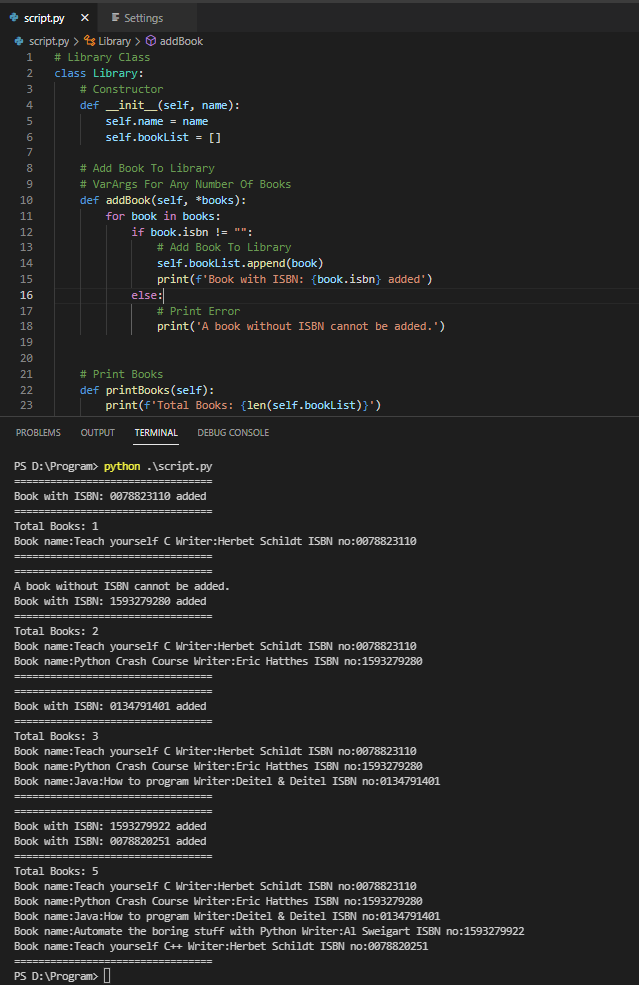 script.py × Settings
script.py > Library > addBook
1 # Library Class
2 class Library:
3     # Constructor
4     def __init__(self, name):
5         self.name = name
6         self.bookList = []
7
8     # Add Book To Library
9     # VarArgs For Any Number Of Books
10     def addBook(self, *books):
11         for book in books:
12             if book.isbn != "":
13                 # Add Book To Library
14                 self.bookList.append(book)
15                 print(f'Book with ISBN: {book.isbn} added')
16             else:
17                 # Print Error
18                 print('A book without ISBN cannot be added.')
19
20
21     # Print Books
22     def printBooks(self):
23         print(f'Total Books: {len(self.bookList)}')
PROBLEMS OUTPUT TERMINAL DEBUG CONSOLE
PS D:\Program> python .\script.py
=================================
Book with ISBN: 0078823110 added
=================================
Total Books: 1
Book name:Teach yourself C Writer:Herbet Schildt ISBN no:0078823110
=================================
=================================
A book without ISBN cannot be added.
Book with ISBN: 1593279280 added
=================================
Total Books: 2
Book name:Teach yourself C Writer:Herbet Schildt ISBN no:0078823110
Book name:Python Crash Course Writer:Eric Hatthes ISBN no:1593279280
=================================
=================================
Book with ISBN: 0134791401 added
=================================
Total Books: 3
Book name:Teach yourself C Writer:Herbet Schildt ISBN no:0078823110
Book name:Python Crash Course Writer:Eric Hatthes ISBN no:1593279280
Book name:Java:How to program Writer:Deitel & Deitel ISBN no:0134791401
=================================
=================================
Book with ISBN: 1593279922 added
Book with ISBN: 0078820251 added
=================================
Total Books: 5
Book name:Teach yourself C Writer:Herbet Schildt ISBN no:0078823110
Book name:Python Crash Course Writer:Eric Hatthes ISBN no:1593279280
Book name:Java:How to program Writer:Deitel & Deitel ISBN no:0134791401
Book name:Automate the boring stuff with Python Writer:Al Sweigart ISBN no:1593279922
Book name:Teach yourself C++ Writer:Herbet Schildt ISBN no:0078820251
=================================
PS D:\Program>